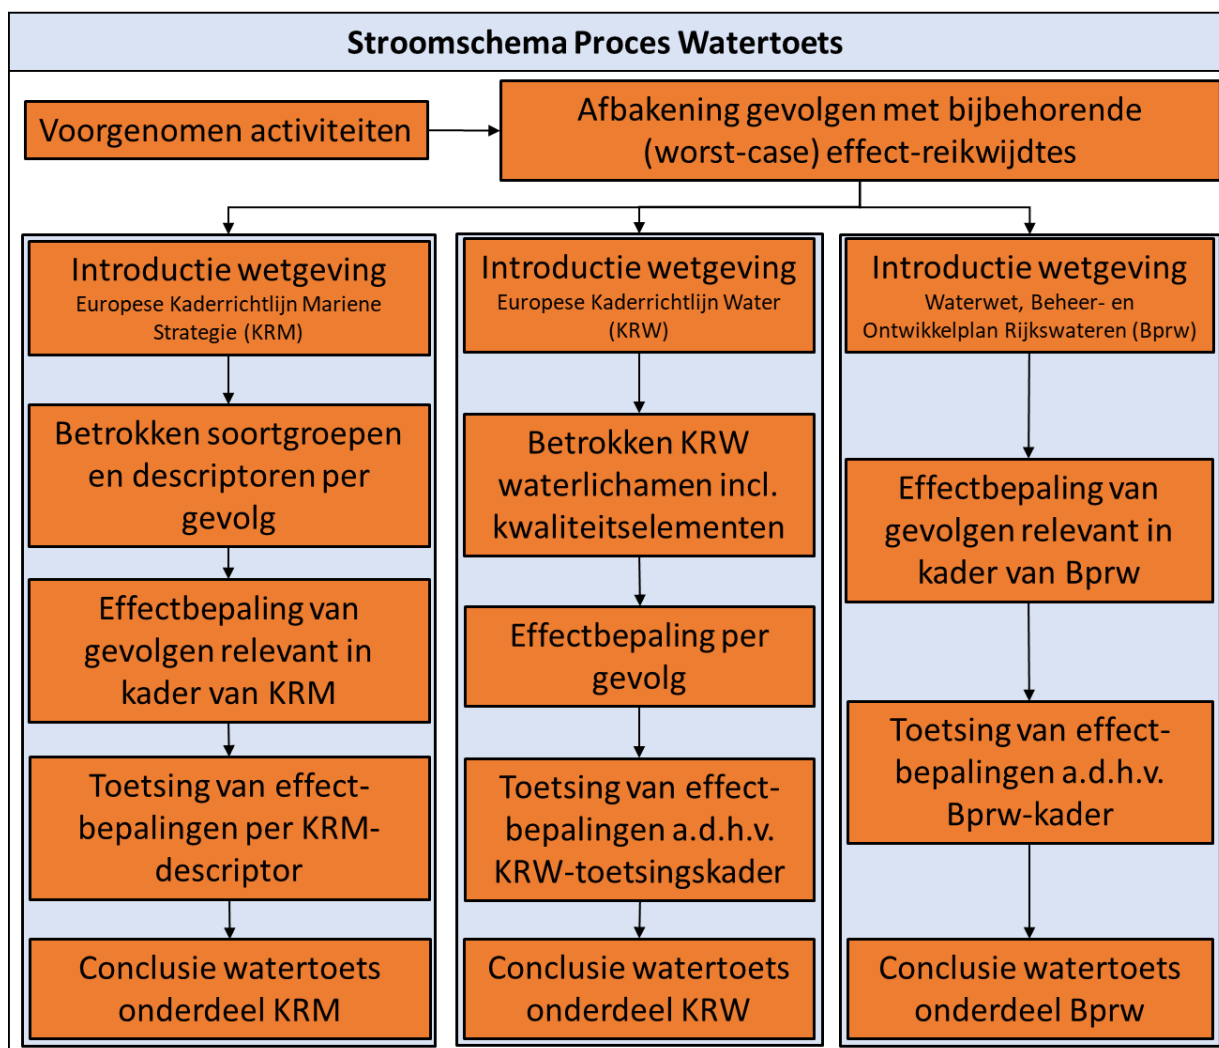 Stroomschema Proces Watertoets
Voorgenomen activiteiten
Afbakening gevolgen met bijbehorende
(worst-case) effect-reikwijdtes
Introductie wetgeving
Europese Kaderrichtlijn Mariene
Strategie (KRM)
Betrokken soortgroepen
en descriptoren per
gevolg
Effectbepaling van
gevolgen relevant in
kader van KRM
Toetsing van effect-
bepalingen per KRM-
descriptor
Conclusie watertoets
onderdeel KRM
Introductie wetgeving
Europese Kaderrichtlijn Water
(KRW)
Betrokken KRW
waterlichamen incl.
kwaliteitselementen
Effectbepaling per
gevolg
Toetsing van effect-
bepalingen a.d.h.v.
KRW-toetsingskader
Conclusie watertoets
onderdeel KRW
Introductie wetgeving
Waterwet, Beheer- en
Ontwikkelplan Rijkswateren (Bprw)
Effectbepaling van
gevolgen relevant in
kader van Bprw
Toetsing van effect-
bepalingen a.d.h.v.
Bprw-kader
Conclusie watertoets
onderdeel Bprw